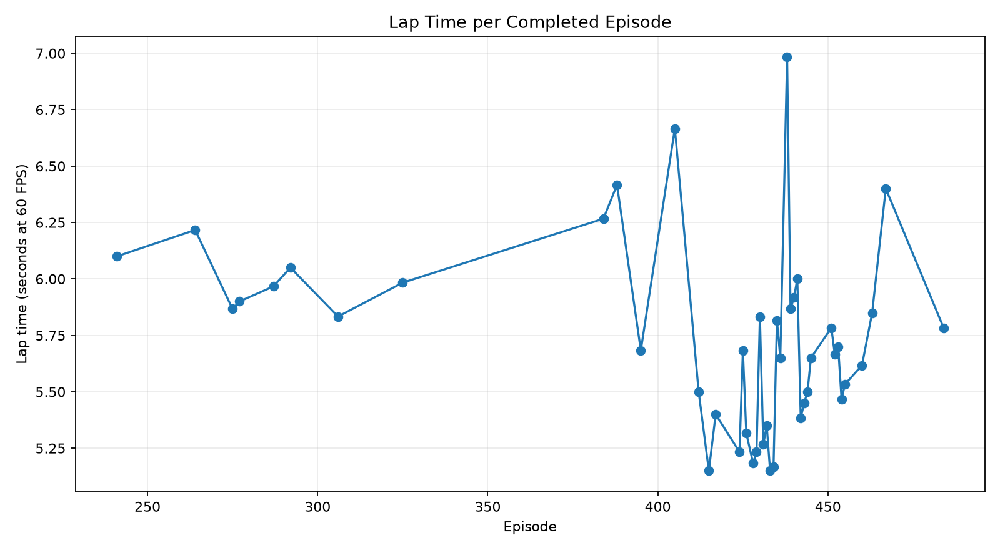 Lap Time per Completed Episode
Lap time (seconds at 60 FPS)
7.00
6.75
6.50
6.25
6.00
5.75
5.50
5.25
250 300 350 400 450
Episode